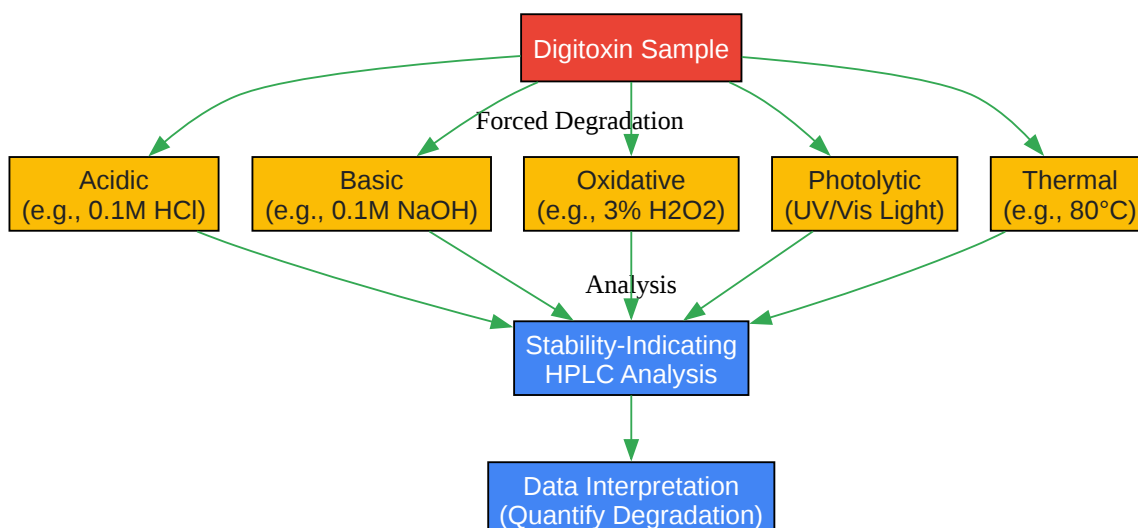 Digitoxin Sample
Forced Degradation
Acidic
(e.g., 0.1M HCl)
Basic
(e.g., 0.1M NaOH)
Oxidative
(e.g., 3% H2O2)
Photolytic
(UV/Vis Light)
Thermal
(e.g., 80°C)
Analysis
Stability-Indicating
HPLC Analysis
Data Interpretation
(Quantify Degradation)